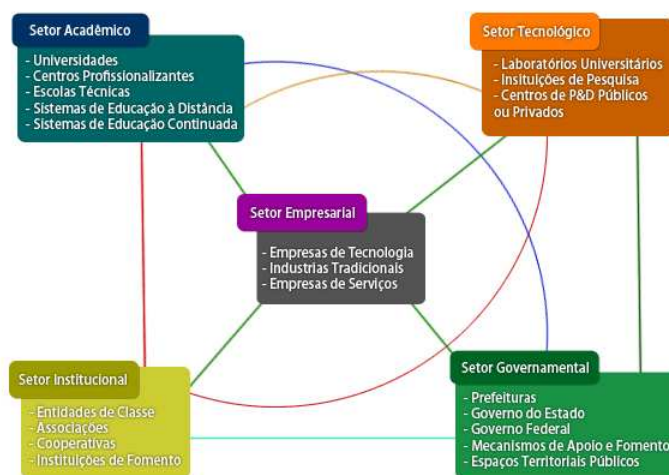 Setor Acadêmico
- Universidades
- Centros Profissionalizantes
- Escolas Técnicas
- Sistemas de Educação à Distância
- Sistemas de Educação Continuada
Setor Tecnológico
- Laboratórios Universitários
- Insituições de Pesquisa
- Centros de P&D Públicos
ou Privados
Setor Empresarial
- Empresas de Tecnologia
- Industrias Tradicionais
- Empresas de Serviços
Setor Institucional
- Entidades de Classe
- Associações
- Cooperativas
- Instituições de Fomento
Setor Governamental
- Prefeituras
- Governo do Estado
- Governo Federal
- Mecanismos de Apoio e Fomento
- Espaços Territoriais Públicos